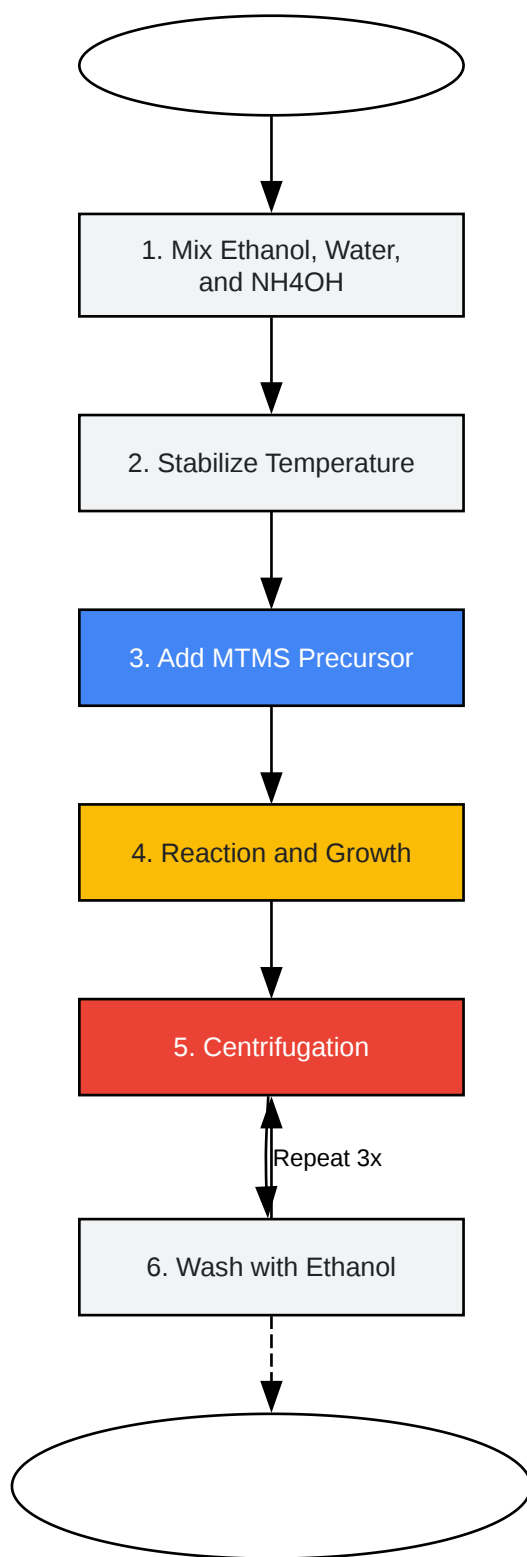 1. Mix Ethanol, Water,
and NH4OH
2. Stabilize Temperature
3. Add MTMS Precursor
4. Reaction and Growth
5. Centrifugation
Repeat 3x
6. Wash with Ethanol